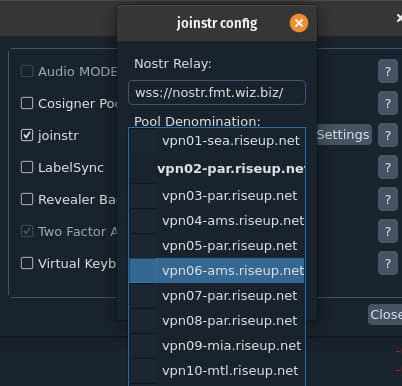 joinstr config
Nostr Relay:
Audio MODE
?
wss://nostr.fmt.wiz.biz/
Cosigner Poo
?
Pool Denomination:
joinstr
Settings
?
vpn01-sea.riseup.net
LabelSync
vpn02-par.riseup.net
?
Revealer Ba
vpn03-par.riseup.net
?
vpn04-ams.riseup.net
Two Factor A
?
vpn05-par.riseup.net
Virtual Keyb
vpn06-ams.riseup.net
?
vpn07-par.riseup.net
vpn08-par.riseup.net
Close
vpn09-mia.riseup.net
vpn10-mtl.riseup.net